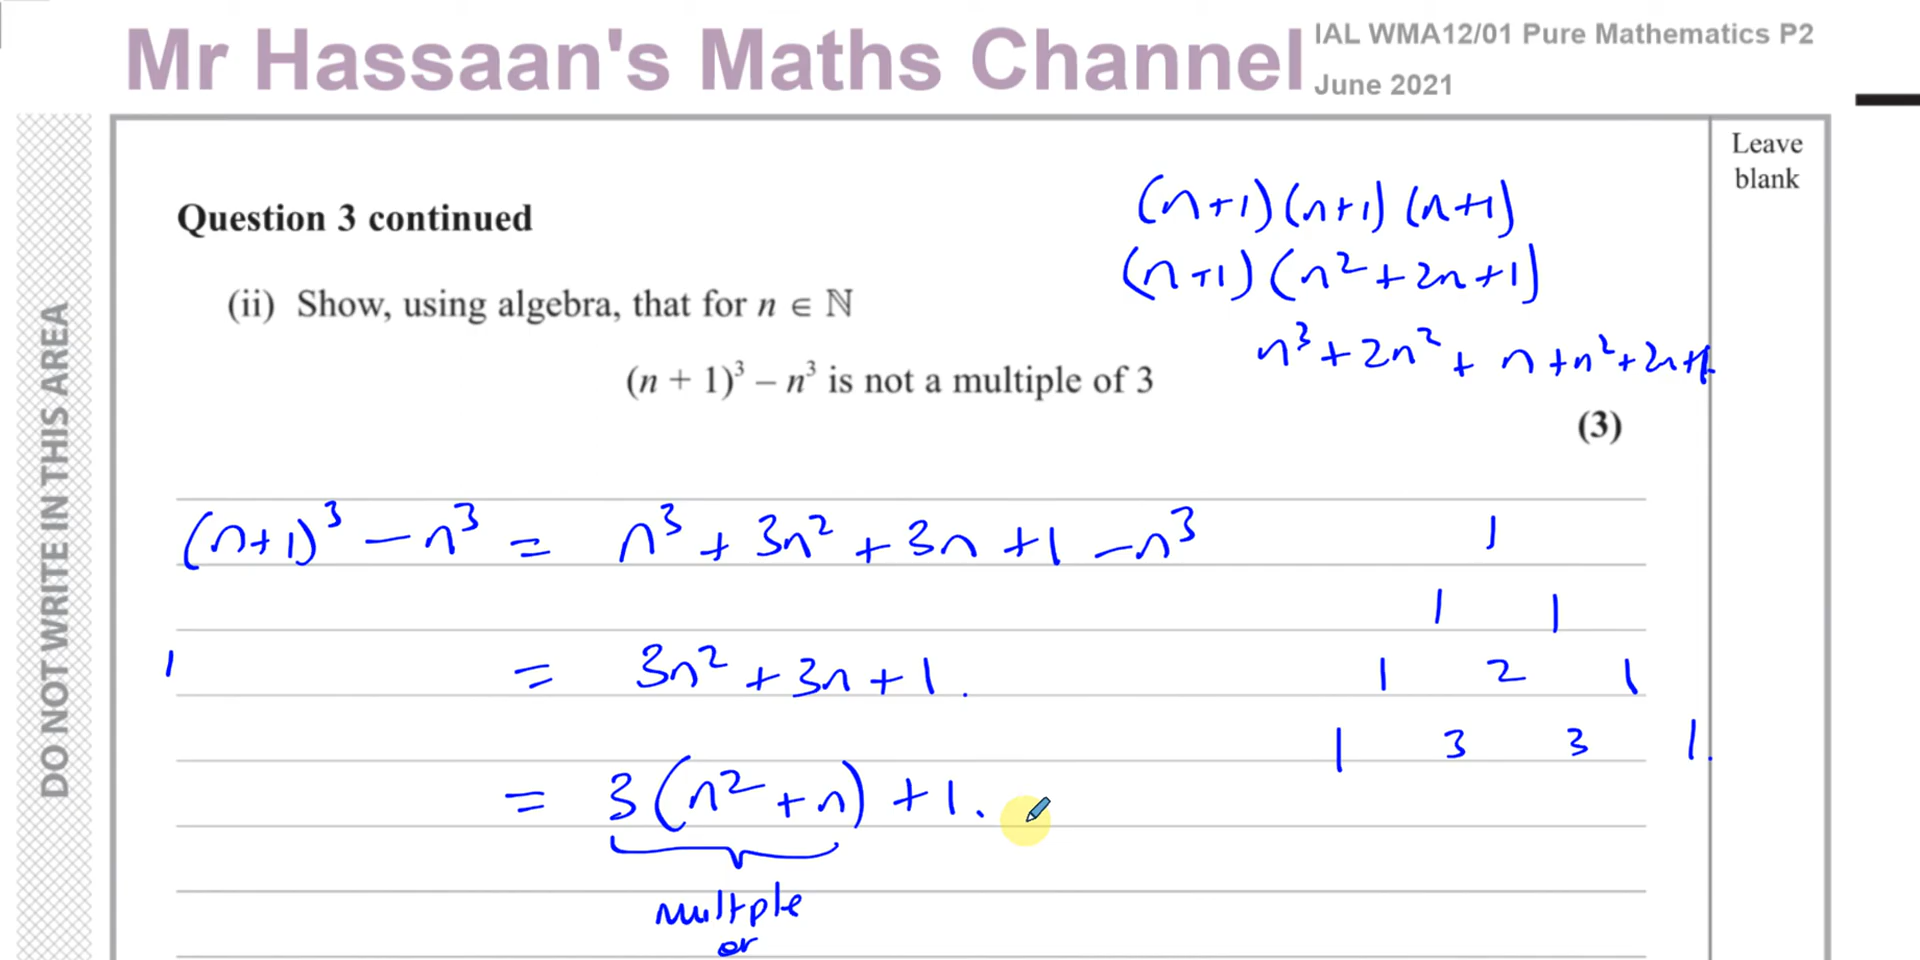 Mr Hassaan's Maths Channel
IAL WMA12/01 Pure Mathematics P2
June 2021
Leave
blank
DO NOT WRITE IN THIS AREA
Question 3 continued
(n+1)(n+1)(n+1)
(n+1)(n²+2n+1)
n³+2n²+n+n²+2n+1
(ii) Show, using algebra, that for n ∈ ℕ
(n + 1)³ – n³ is not a multiple of 3
(3)
(n+1)³ – n³ = n³ + 3n² + 3n + 1 – n³
1
1 1
1 = 3n² + 3n + 1.
1 2 1
1 3 3 1.
= 3(n² + n) + 1.
multple
or